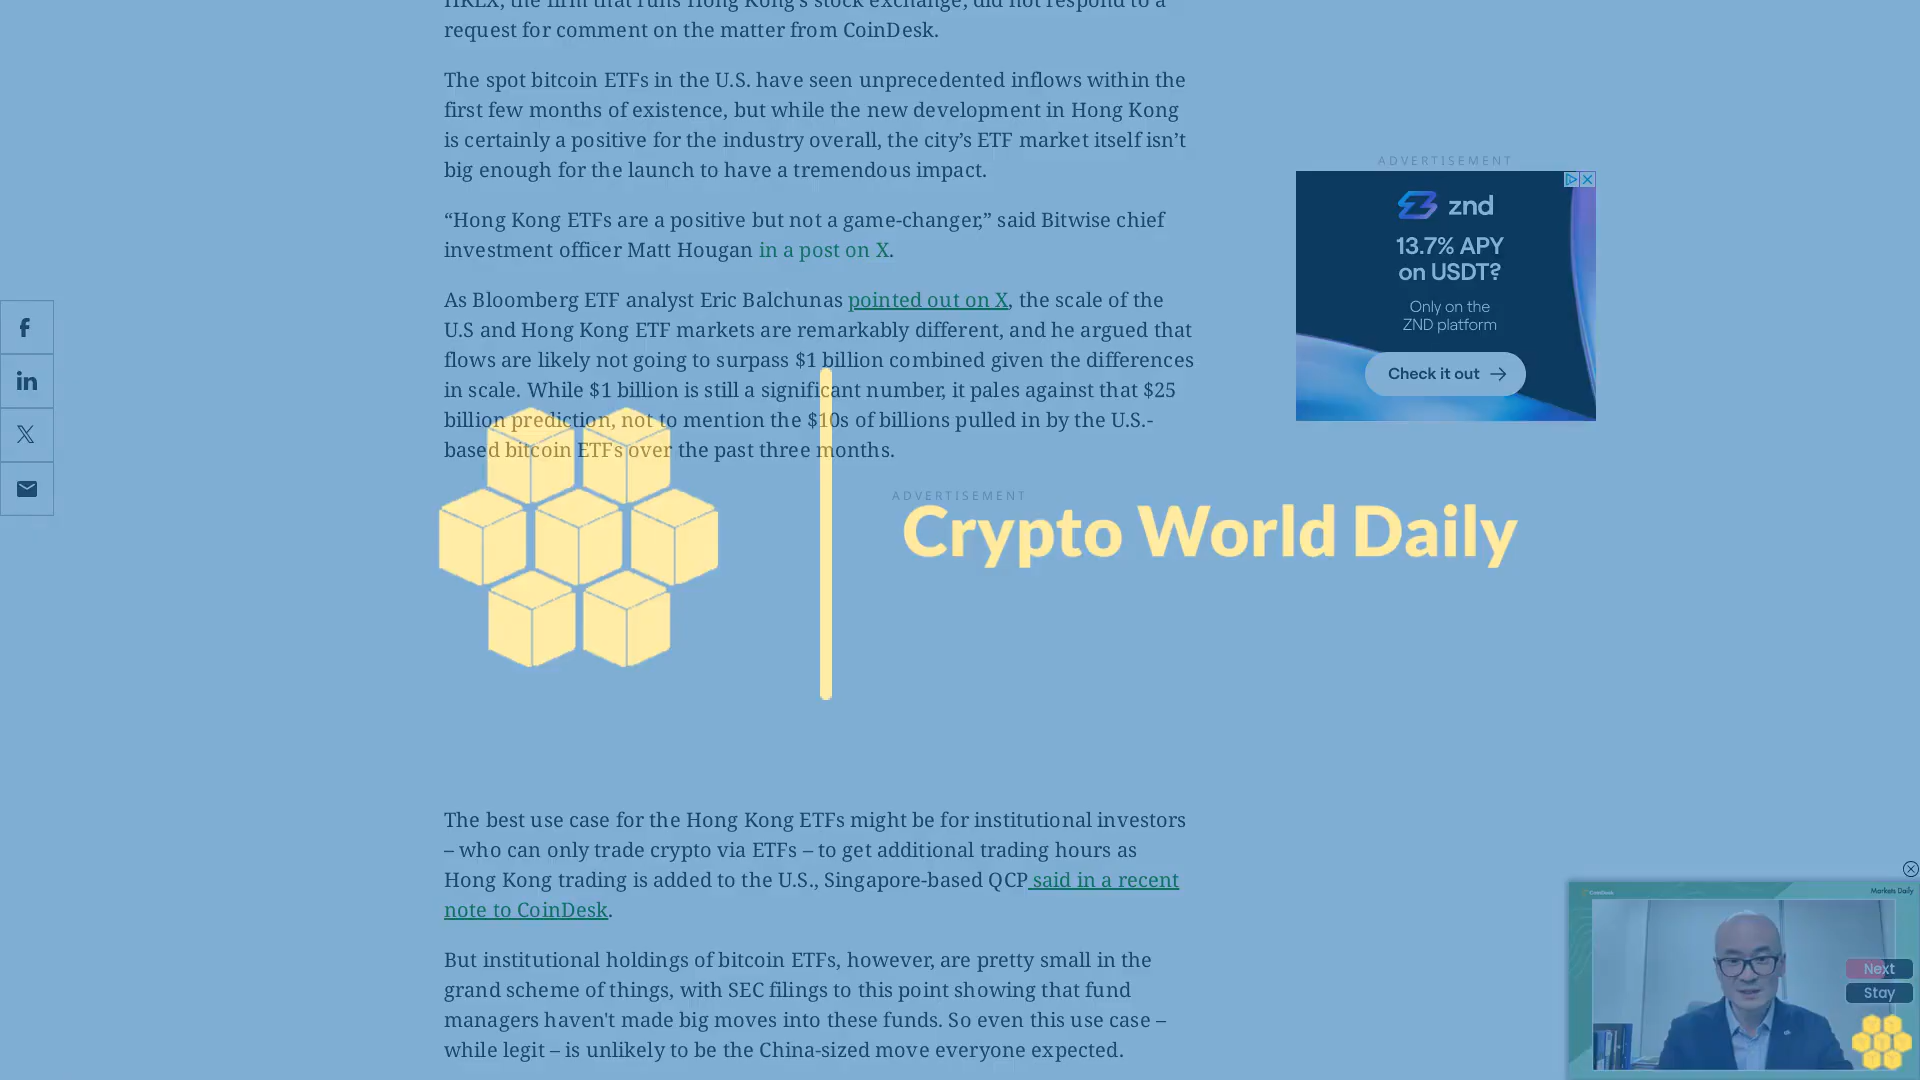 HKEX, the firm that runs Hong Kong's stock exchange, did not respond to a
request for comment on the matter from CoinDesk.
The spot bitcoin ETFs in the U.S. have seen unprecedented inflows within the
first few months of existence, but while the new development in Hong Kong
is certainly a positive for the industry overall, the city’s ETF market itself isn’t
big enough for the launch to have a tremendous impact.
“Hong Kong ETFs are a positive but not a game-changer,” said Bitwise chief
investment officer Matt Hougan in a post on X.
As Bloomberg ETF analyst Eric Balchunas pointed out on X, the scale of the
U.S and Hong Kong ETF markets are remarkably different, and he argued that
flows are likely not going to surpass $1 billion combined given the differences
in scale. While $1 billion is still a significant number, it pales against that $25
billion prediction, not to mention the $10s of billions pulled in by the U.S.-
based bitcoin ETFs over the past three months.
ADVERTISEMENT
Crypto World Daily
The best use case for the Hong Kong ETFs might be for institutional investors
– who can only trade crypto via ETFs – to get additional trading hours as
Hong Kong trading is added to the U.S., Singapore-based QCP said in a recent
note to CoinDesk.
But institutional holdings of bitcoin ETFs, however, are pretty small in the
grand scheme of things, with SEC filings to this point showing that fund
managers haven't made big moves into these funds. So even this use case –
while legit – is unlikely to be the China-sized move everyone expected.
ADVERTISEMENT
znd
13.7% APY
on USDT?
Only on the
ZND platform
Check it out
CoinDesk
Markets Daily
Next
Stay